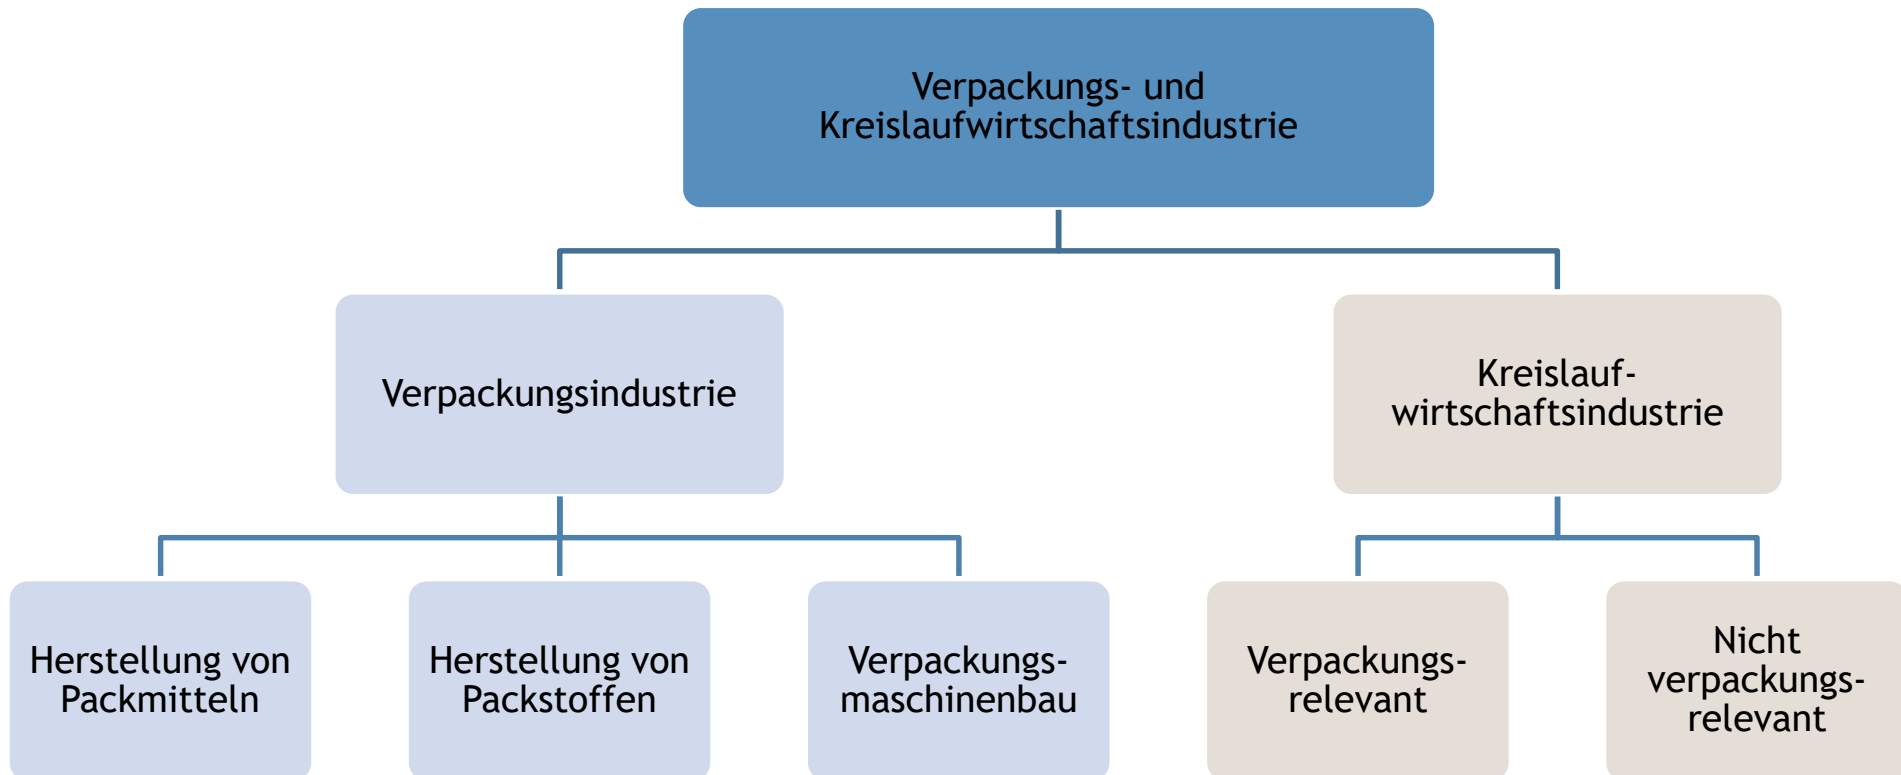 Verpackungs- und
Kreislaufwirtschaftsindustrie
Verpackungsindustrie
Kreislauf-
wirtschaftsindustrie
Herstellung von
Packmitteln
Herstellung von
Packstoffen
Verpackungs-
maschinenbau
Verpackungs-
relevant
Nicht
verpackungs-
relevant